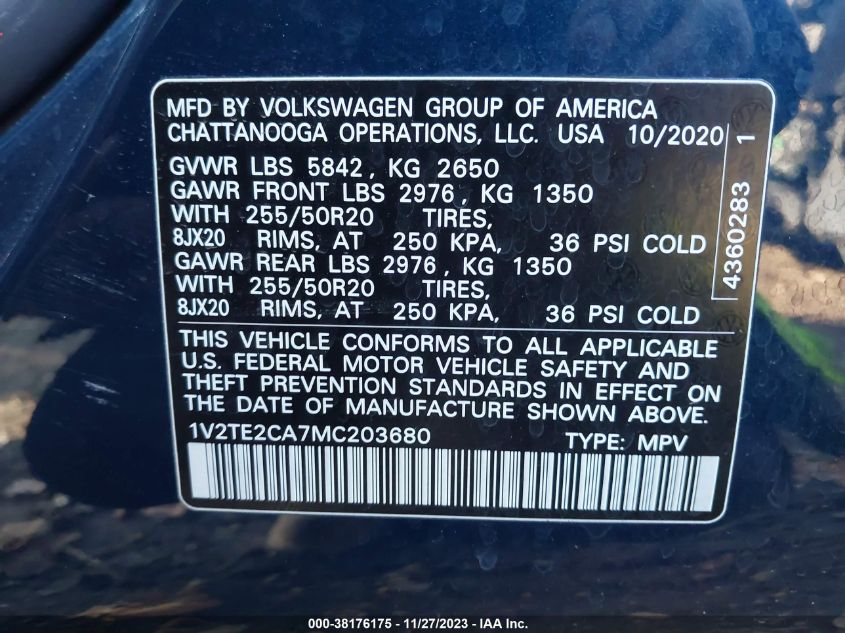 MFD BY VOLKSWAGEN GROUP OF AMERICA
CHATTANOOGA OPERATIONS, LLC. USA 10/2020
GVWR LBS 5842, KG 2650
GAWR FRONT LBS 2976, KG 1350
WITH 255/50R20 TIRES,
8JX20 RIMS, AT 250 KPA, 36 PSI COLD
GAWR REAR LBS 2976, KG 1350
WITH 255/50R20 TIRES,
8JX20 RIMS, AT 250 KPA, 36 PSI COLD
4360283 1
THIS VEHICLE CONFORMS TO ALL APPLICABLE
U.S. FEDERAL MOTOR VEHICLE SAFETY AND
THEFT PREVENTION STANDARDS IN EFFECT ON
THE DATE OF MANUFACTURE SHOWN ABOVE.
1V2TE2CA7MC203680 TYPE: MPV
000-38176175 — 11/27/2023 — IAA Inc.